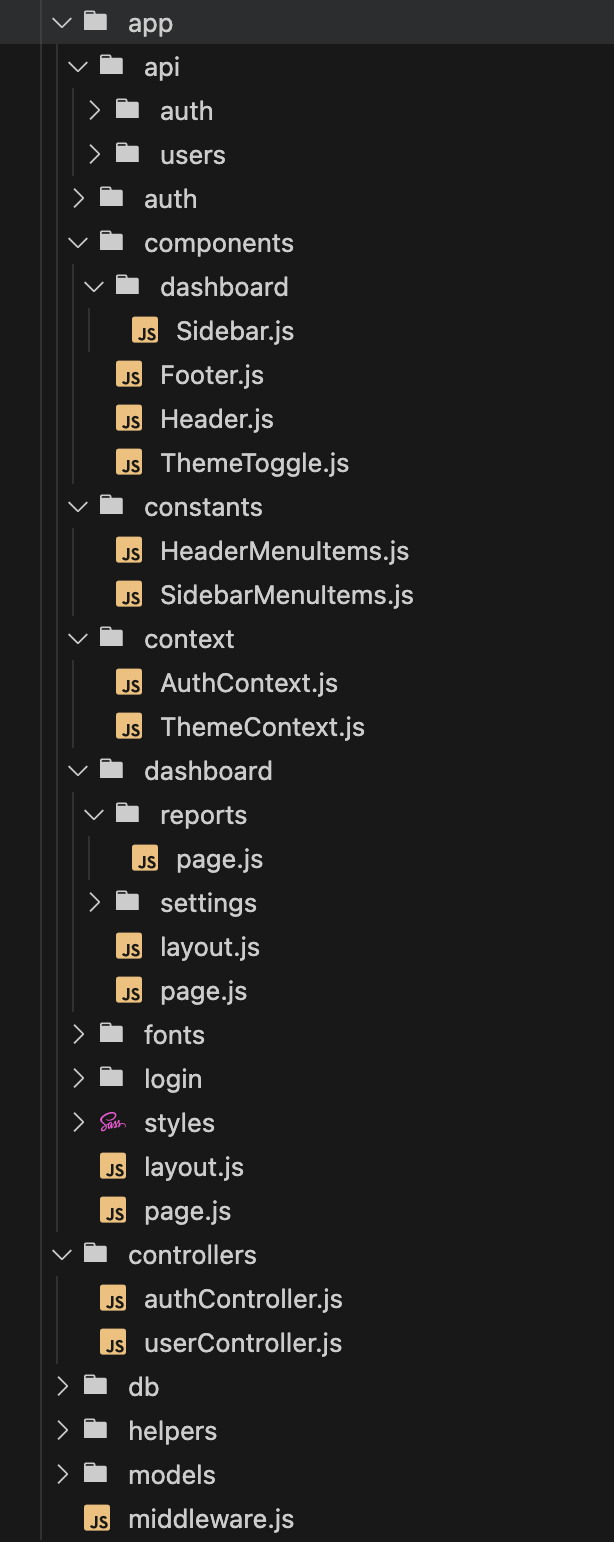 app
api
auth
users
auth
components
dashboard
JS Sidebar.js
JS Footer.js
JS Header.js
JS ThemeToggle.js
constants
JS HeaderMenuItems.js
JS SidebarMenuItems.js
context
JS AuthContext.js
JS ThemeContext.js
dashboard
reports
JS page.js
settings
JS layout.js
JS page.js
fonts
login
Sass styles
JS layout.js
JS page.js
controllers
JS authController.js
JS userController.js
db
helpers
models
JS middleware.js